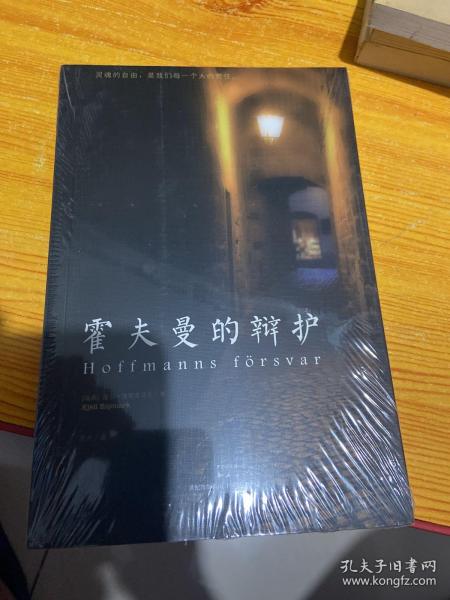 灵魂的自由，是我们每一个人的责任。
霍夫曼的辩护
Hoffmanns försvar
Kjell Espmark
孔夫子旧书网
www.kongfz.com